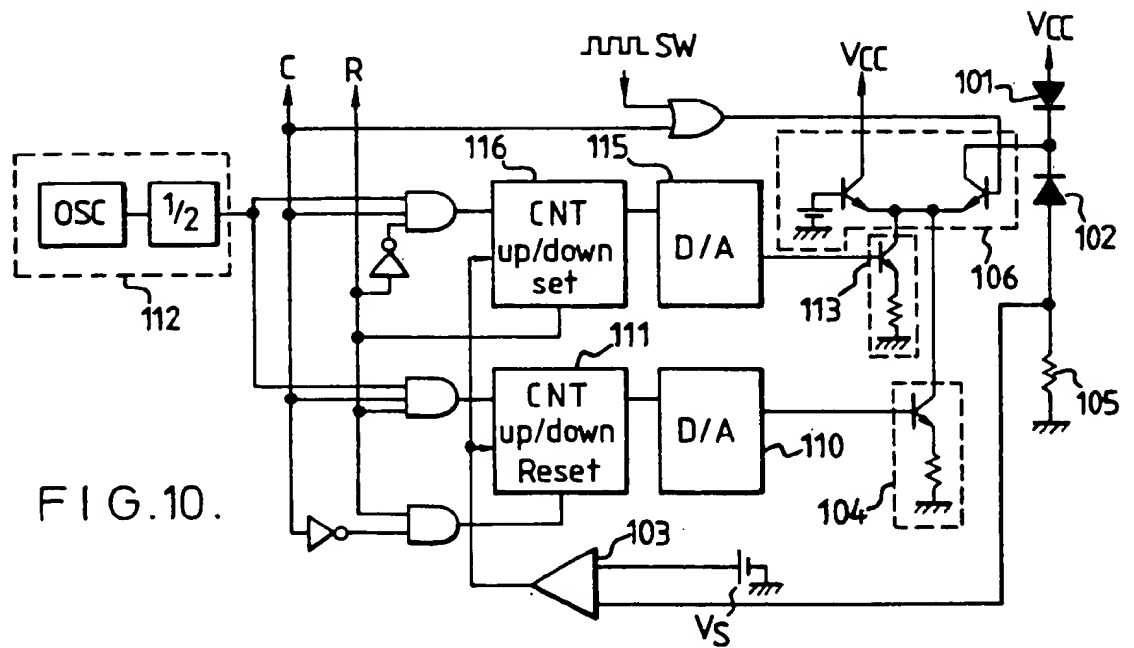 C R SW VCC VCC
101
116 115
OSC 1/2
CNT
up/down
set
D/A
102
112
113
106
111
CNT
up/down
Reset
D/A
110
105
104
FIG.10.
103
VS